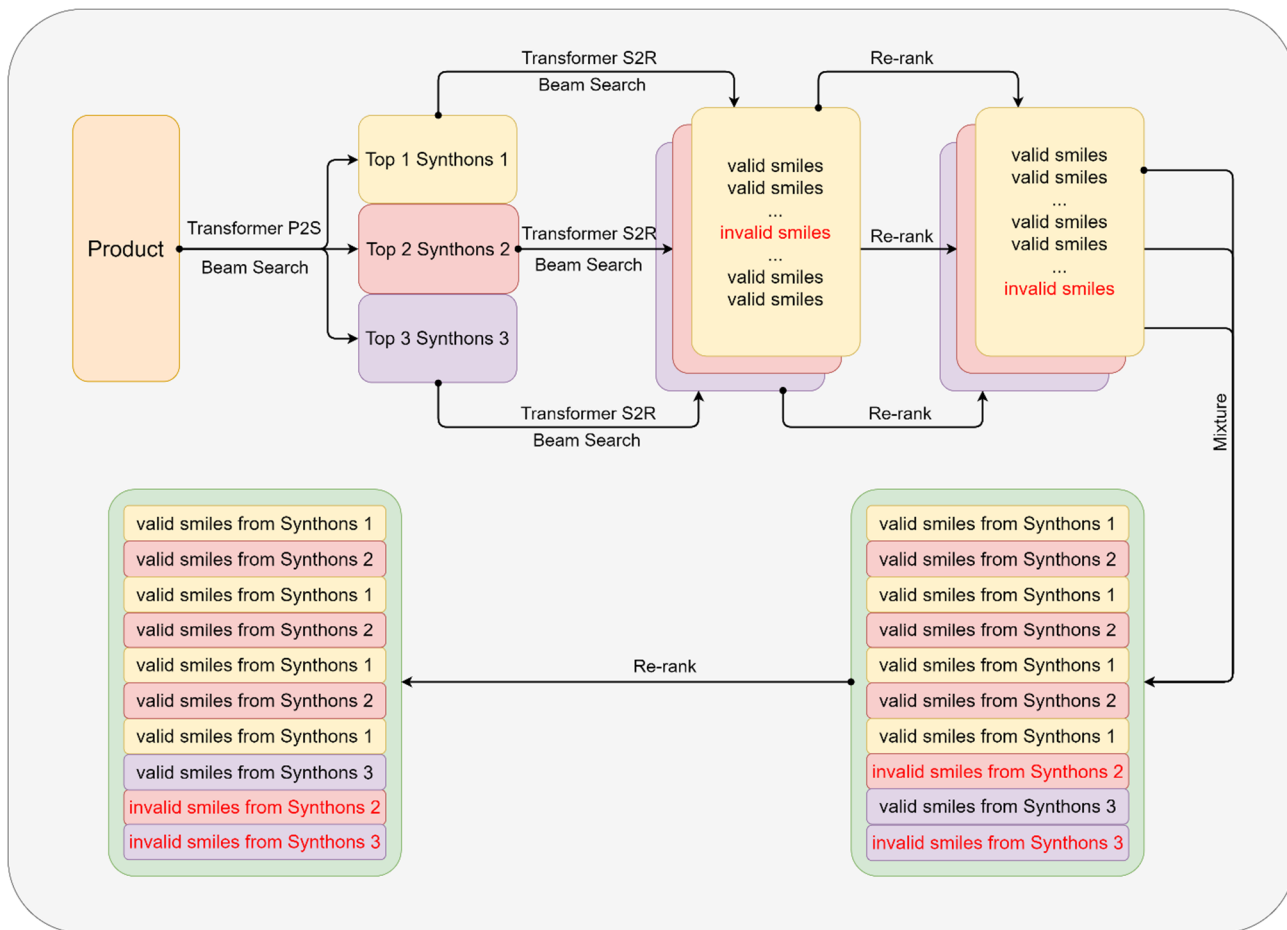 Transformer S2R
Beam Search
Re-rank
Product
Transformer P2S
Beam Search
Top 1 Synthons 1
Top 2 Synthons 2
Top 3 Synthons 3
Transformer S2R
Beam Search
Transformer S2R
Beam Search
valid smiles
valid smiles
...
invalid smiles
...
valid smiles
valid smiles
Re-rank
Re-rank
valid smiles
valid smiles
...
valid smiles
valid smiles
...
invalid smiles
Mixture
valid smiles from Synthons 1
valid smiles from Synthons 2
valid smiles from Synthons 1
valid smiles from Synthons 2
valid smiles from Synthons 1
valid smiles from Synthons 2
valid smiles from Synthons 1
valid smiles from Synthons 3
invalid smiles from Synthons 2
invalid smiles from Synthons 3
Re-rank
valid smiles from Synthons 1
valid smiles from Synthons 2
valid smiles from Synthons 1
valid smiles from Synthons 2
valid smiles from Synthons 1
valid smiles from Synthons 2
valid smiles from Synthons 1
invalid smiles from Synthons 2
valid smiles from Synthons 3
invalid smiles from Synthons 3